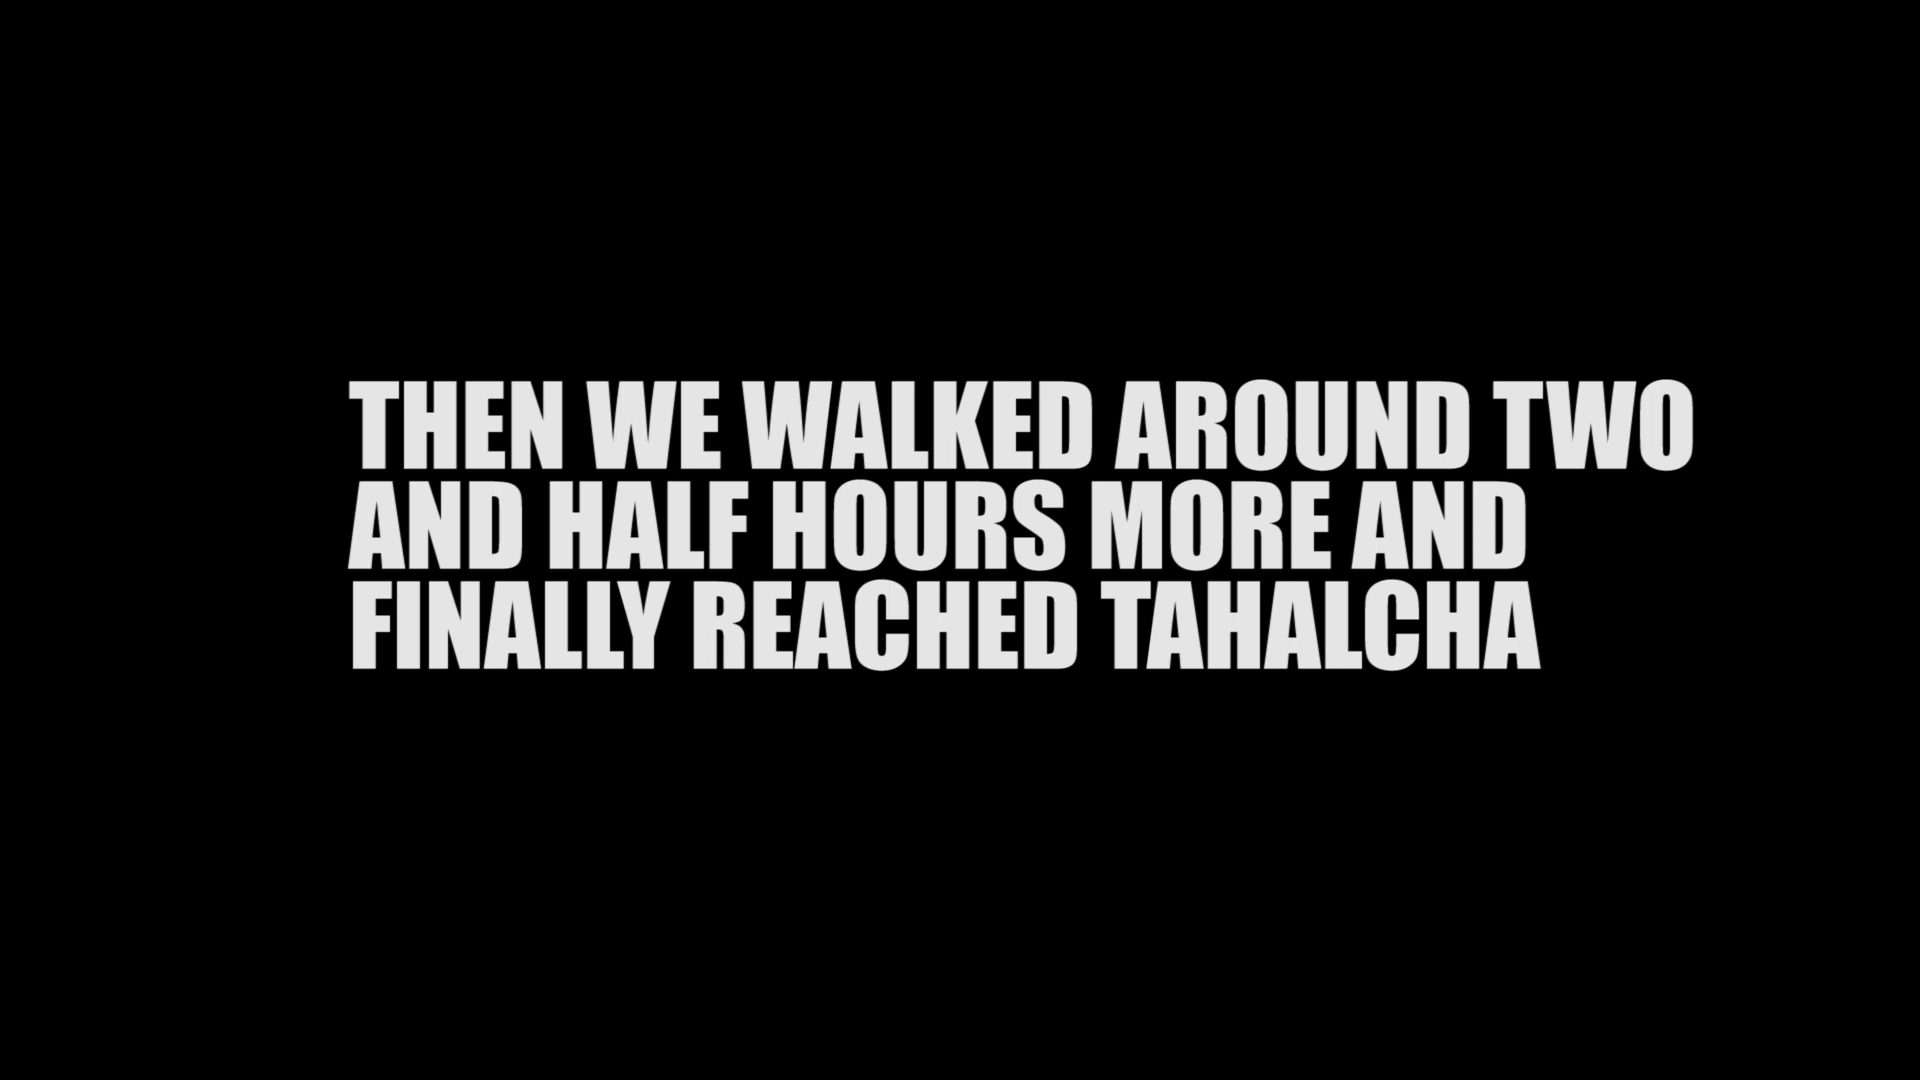 THEN WE WALKED AROUND TWO
AND HALF HOURS MORE AND
FINALLY REACHED TAHALCHA